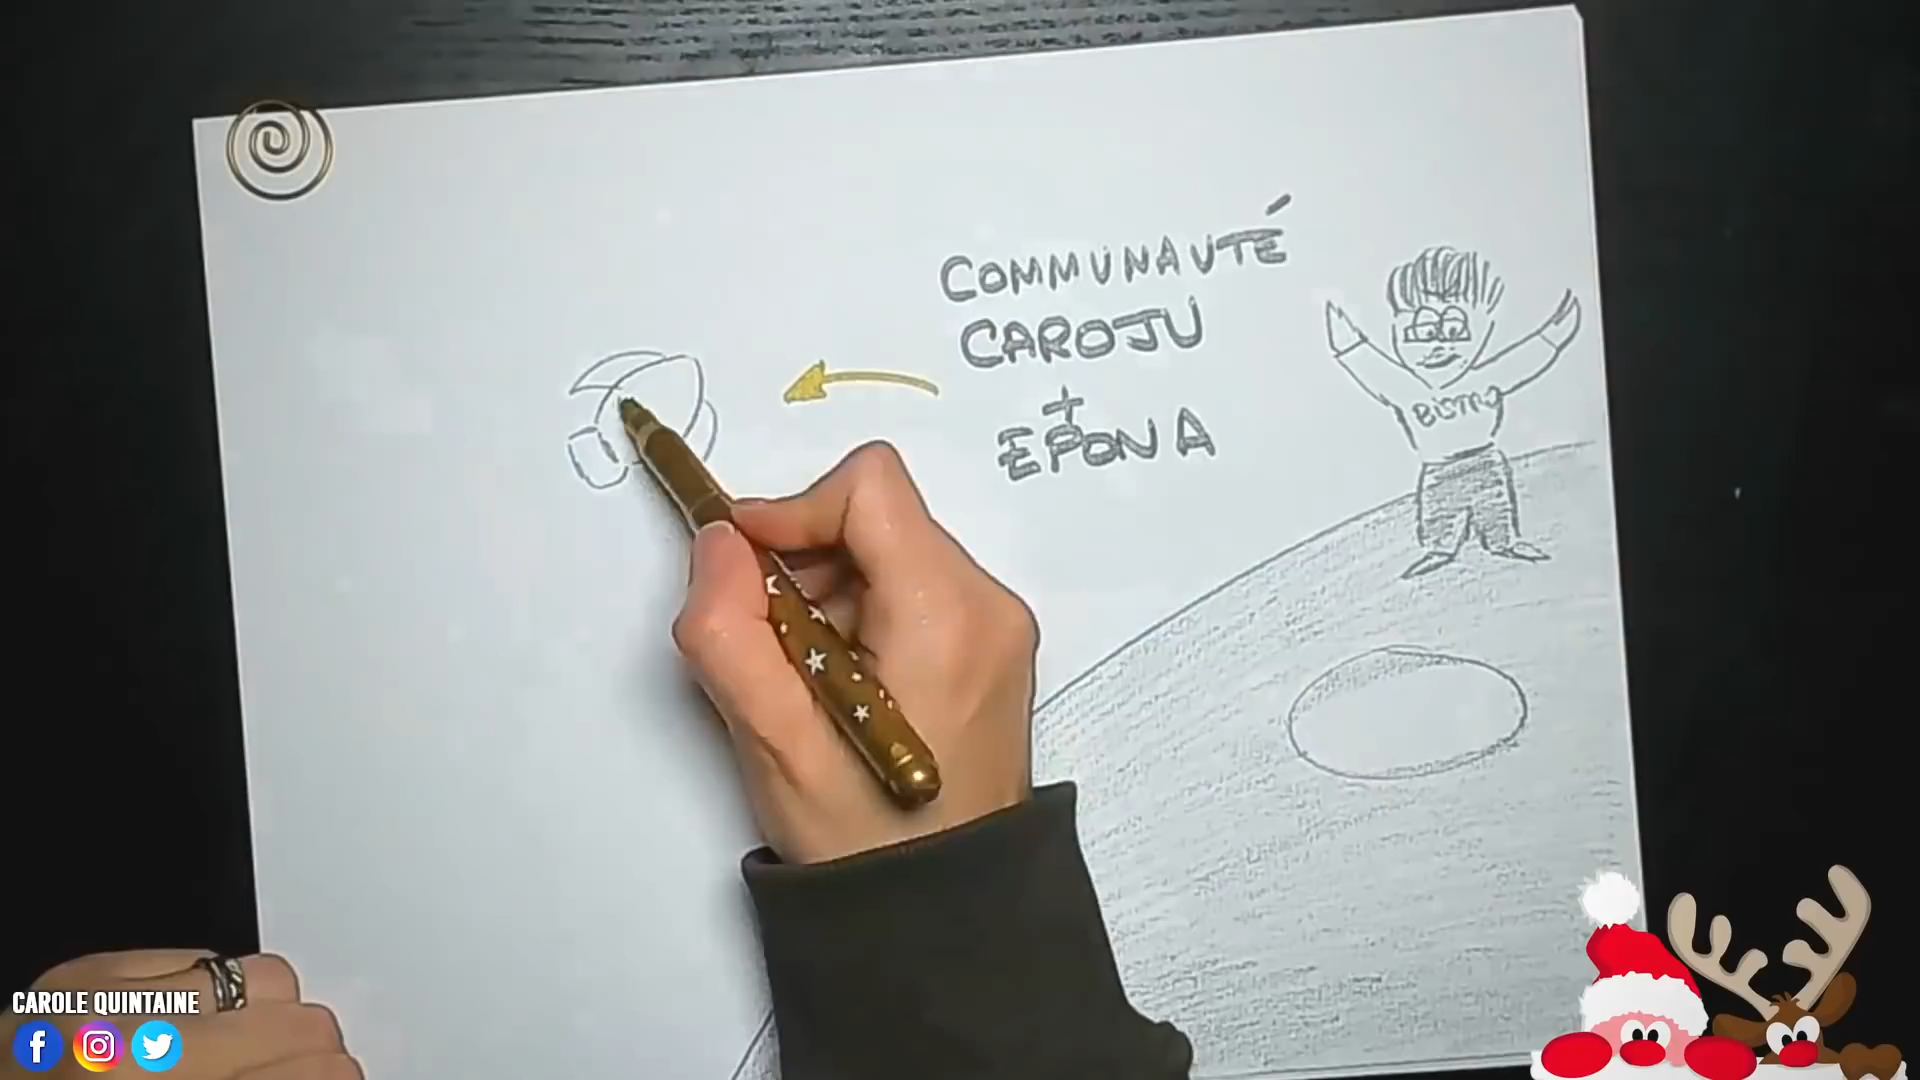 COMMUNAUTÉ
CAROJU
+
EPONA
BISTRO
CAROLE QUINTAINE